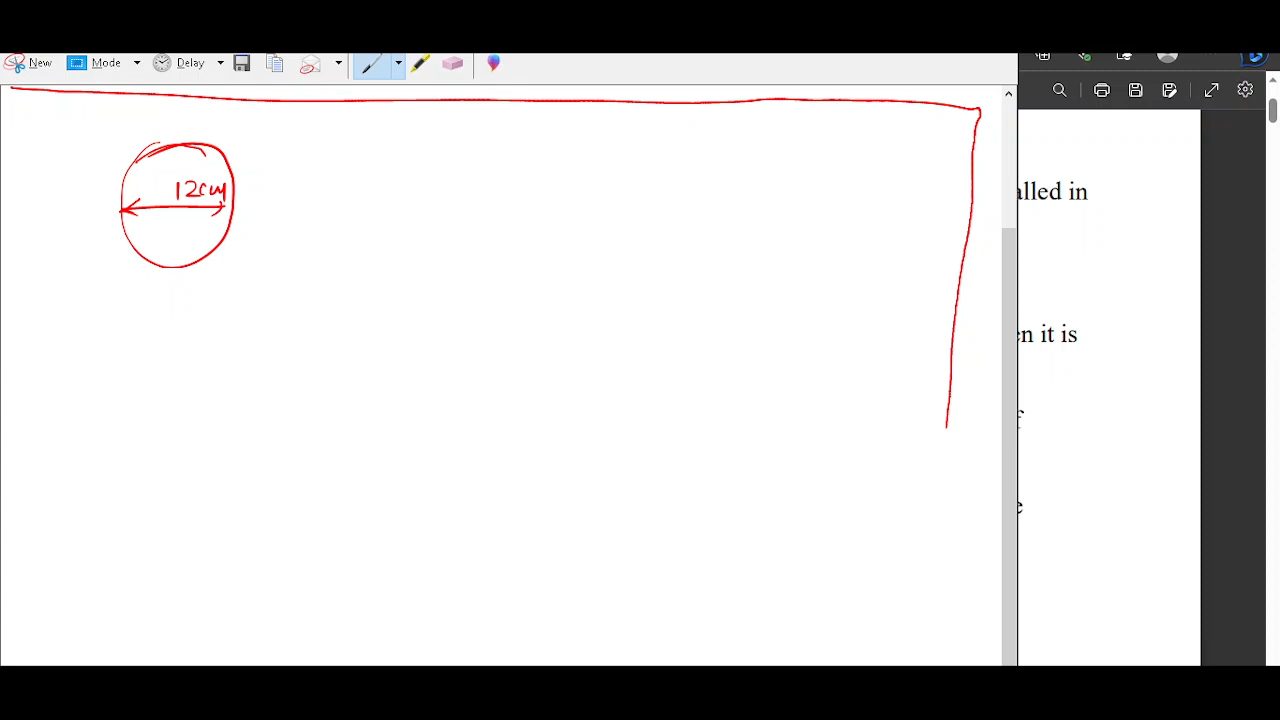 New Mode Delay
alled in
12cm
en it is
f
e